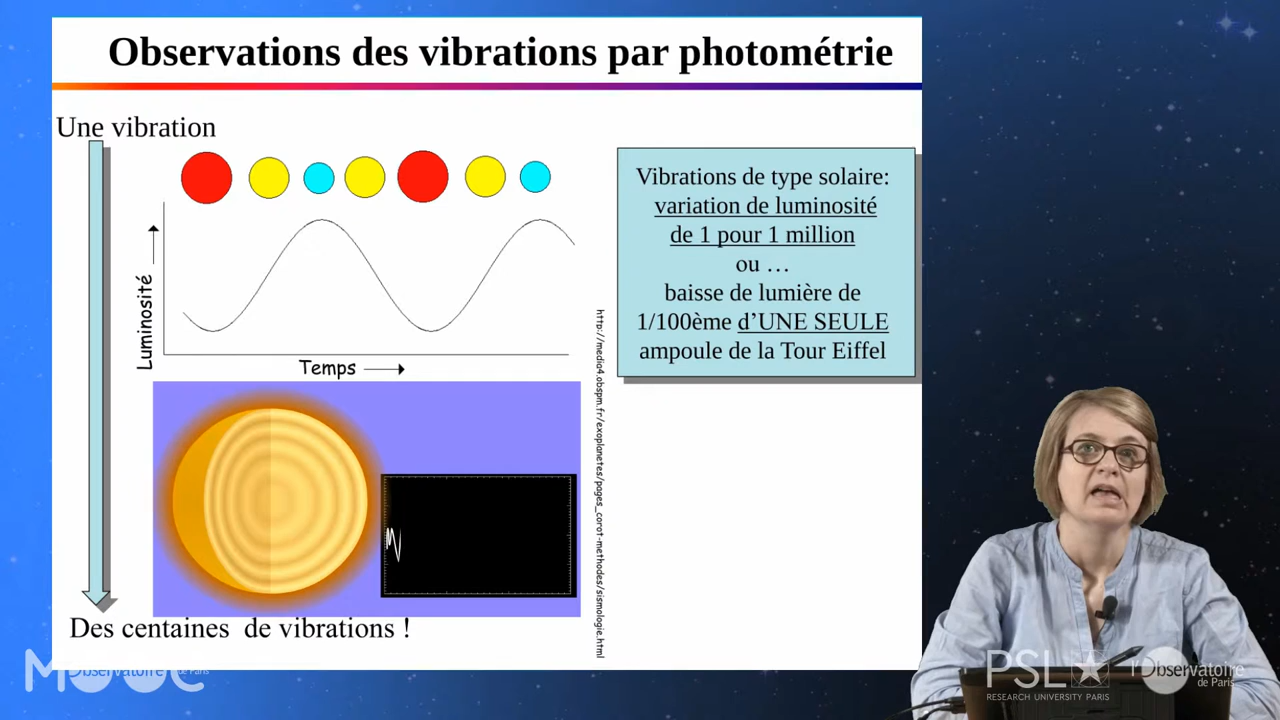 Observations des vibrations par photométrie
Une vibration
Luminosité
Temps
Vibrations de type solaire:
variation de luminosité
de 1 pour 1 million
ou …
baisse de lumière de
1/100ème d’UNE SEULE
ampoule de la Tour Eiffel
http://media4.obspm.fr/exoplanetes/pages_corot-methodes/sismologie.html
Des centaines de vibrations !
MOOC
l'Observatoire
de Paris
PSL
RESEARCH UNIVERSITY PARIS
l'Observatoire
de Paris